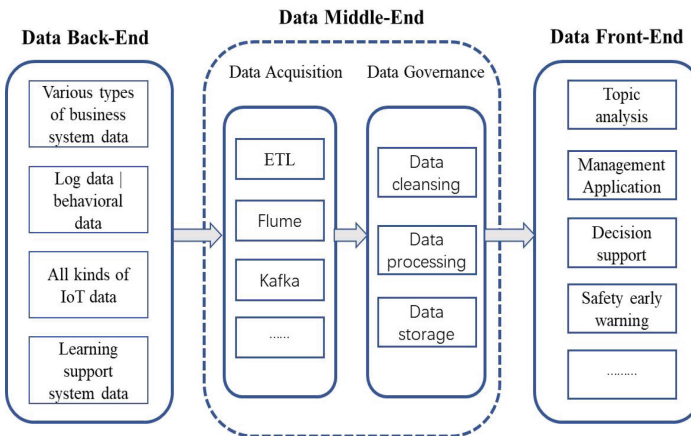 Data Back-End
Various types
of business
system data
Log data |
behavioral
data
All kinds of
IoT data
Learning
support
system data
Data Middle-End
Data Acquisition
ETL
Flume
Kafka
......
Data Governance
Data
cleansing
Data
processing
Data
storage
Data Front-End
Topic
analysis
Management
Application
Decision
support
Safety early
warning
.........